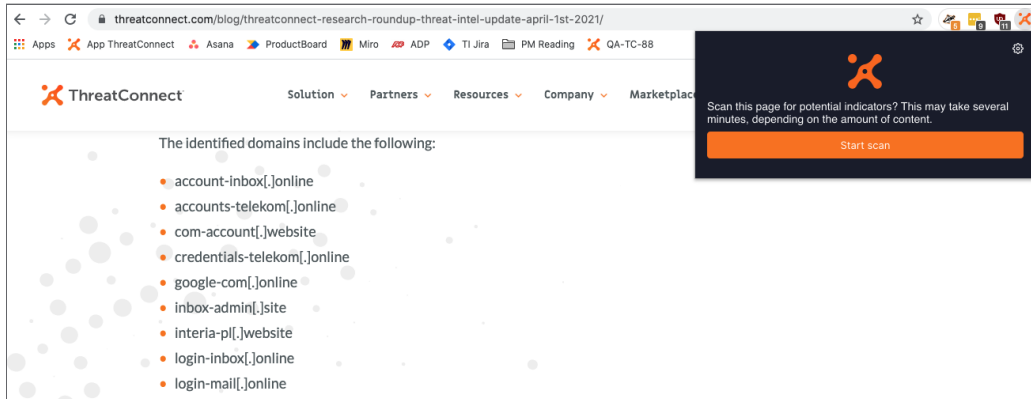 threatconnect.com/blog/threatconnect-research-roundup-threat-intel-update-april-1st-2021/
5 9 11
Apps App ThreatConnect Asana ProductBoard Miro ADP TI Jira PM Reading QA-TC-88
ThreatConnect Solution Partners Resources Company Marketplace
Scan this page for potential indicators? This may take several
minutes, depending on the amount of content.
Start scan
The identified domains include the following:
account-inbox[.]online
accounts-telekom[.]online
com-account[.]website
credentials-telekom[.]online
google-com[.]online
inbox-admin[.]site
interia-pl[.]website
login-inbox[.]online
login-mail[.]online